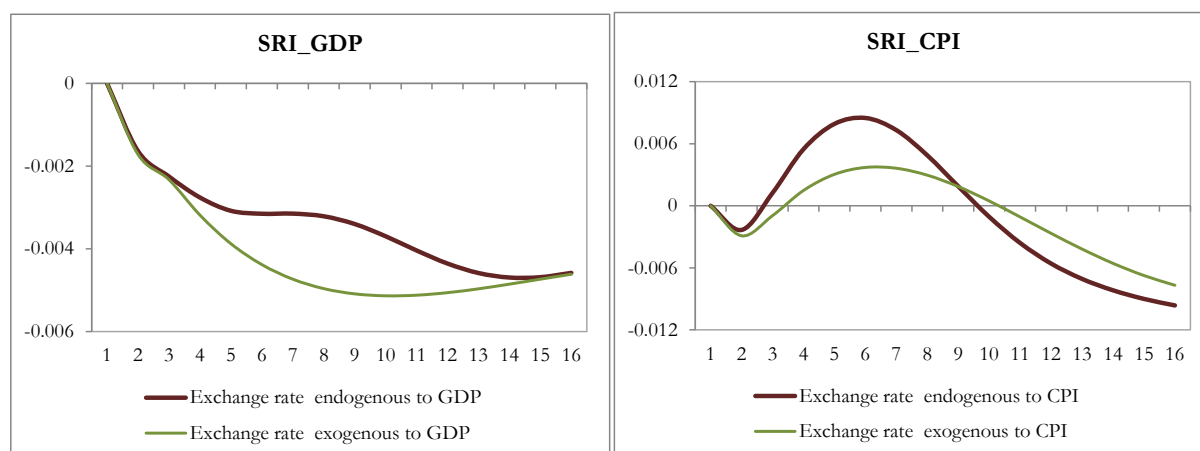 SRI_GDP
0
-0.002
-0.004
-0.006
1 2 3 4 5 6 7 8 9 10 11 12 13 14 15 16
Exchange rate endogenous to GDP
Exchange rate exogenous to GDP
SRI_CPI
0.012
0.006
0.000
-0.006
-0.012
1 2 3 4 5 6 7 8 9 10 11 12 13 14 15 16
Exchange rate endogenous to CPI
Exchange rate exogenous to CPI